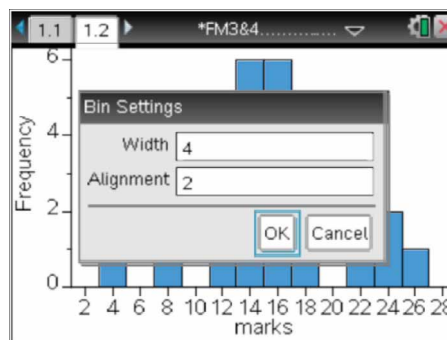 1.1 1.2 *FM3&4.............
6
Bin Settings
Width 4
4
Frequency
Alignment 2
2
OK Cancel
0
2 4 6 8 10 12 14 16 18 20 22 24 26 28
marks